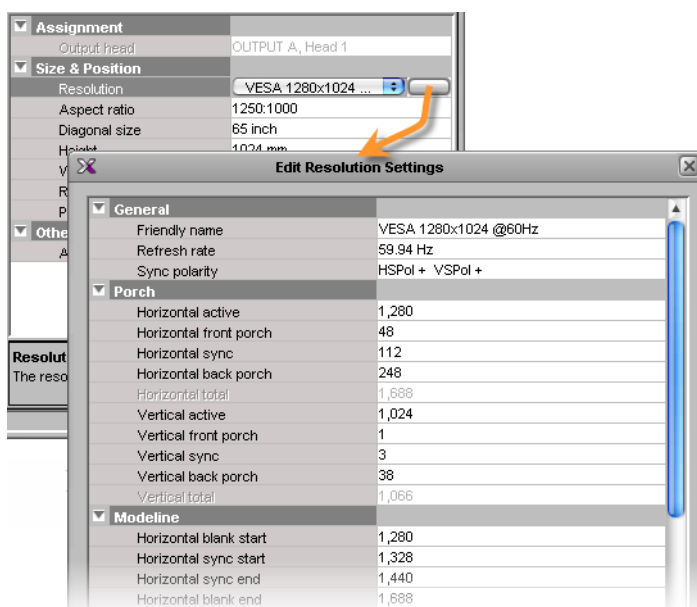 Assignment
Output head OUTPUT A, Head 1
Size & Position
Resolution VESA 1280x1024 ...
Aspect ratio 1250:1000
Diagonal size 65 inch
Height 1024 mm
V
R
P
Othe
A
Resolut
The reso
Edit Resolution Settings
General
Friendly name VESA 1280x1024 @60Hz
Refresh rate 59.94 Hz
Sync polarity HSPol + VSPol +
Porch
Horizontal active 1,280
Horizontal front porch 48
Horizontal sync 112
Horizontal back porch 248
Horizontal total 1,688
Vertical active 1,024
Vertical front porch 1
Vertical sync 3
Vertical back porch 38
Vertical total 1,066
Modeline
Horizontal blank start 1,280
Horizontal sync start 1,328
Horizontal sync end 1,440
Horizontal blank end 1,688